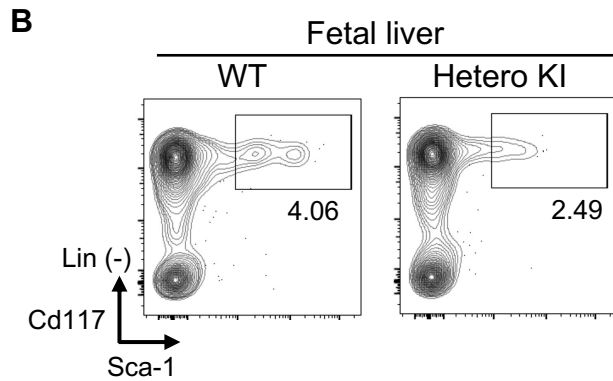 B
Fetal liver
WT
Hetero KI
4.06
2.49
Lin (-)
Cd117
Sca-1